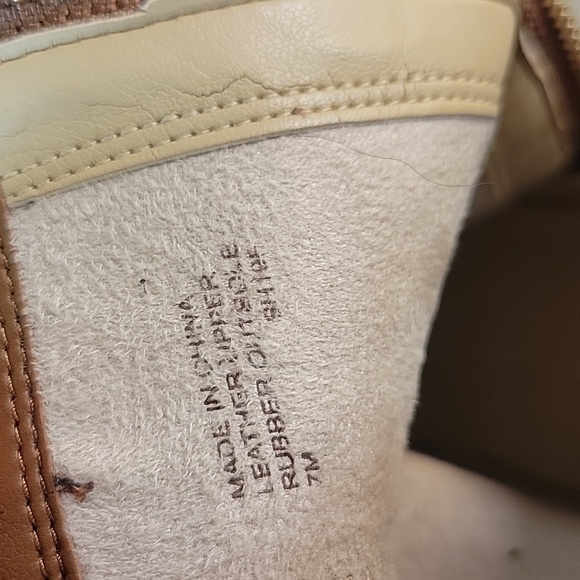 MADE IN CHINA
LEATHER UPPER
RUBBER OUTSOLE
7M